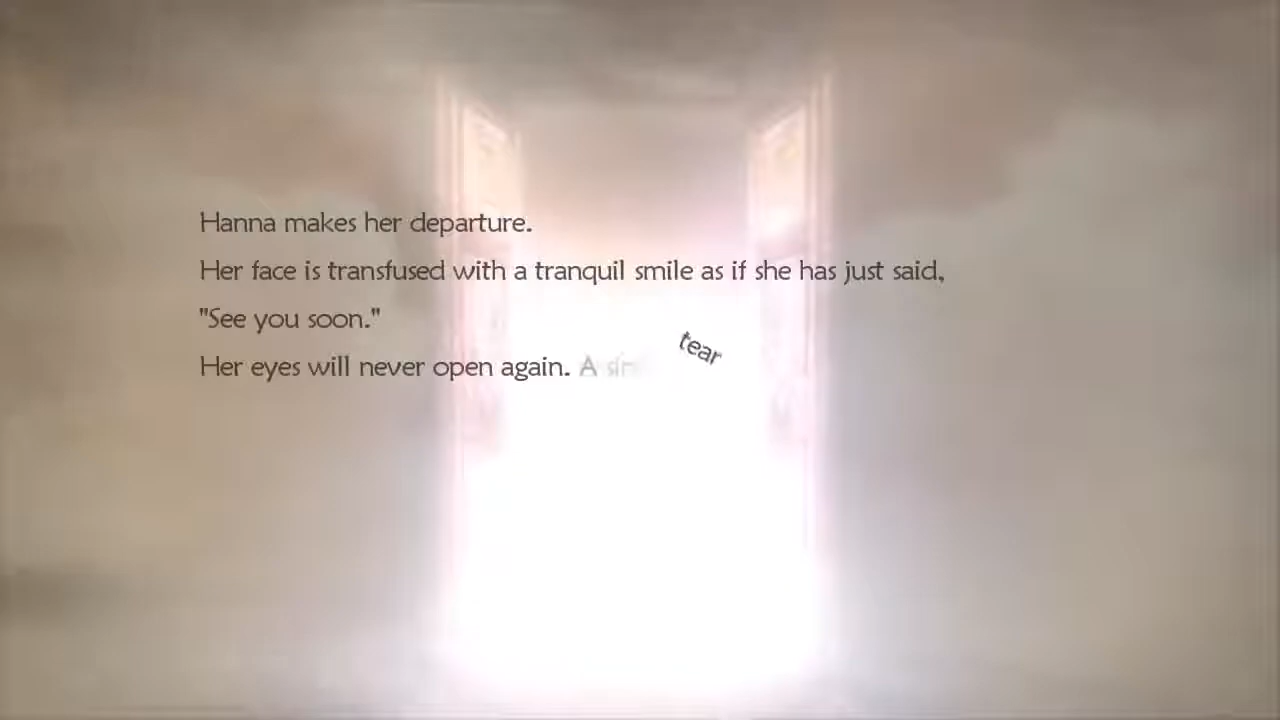 Hanna makes her departure.
Her face is transfused with a tranquil smile as if she has just said,
"See you soon."
Her eyes will never open again. A tear